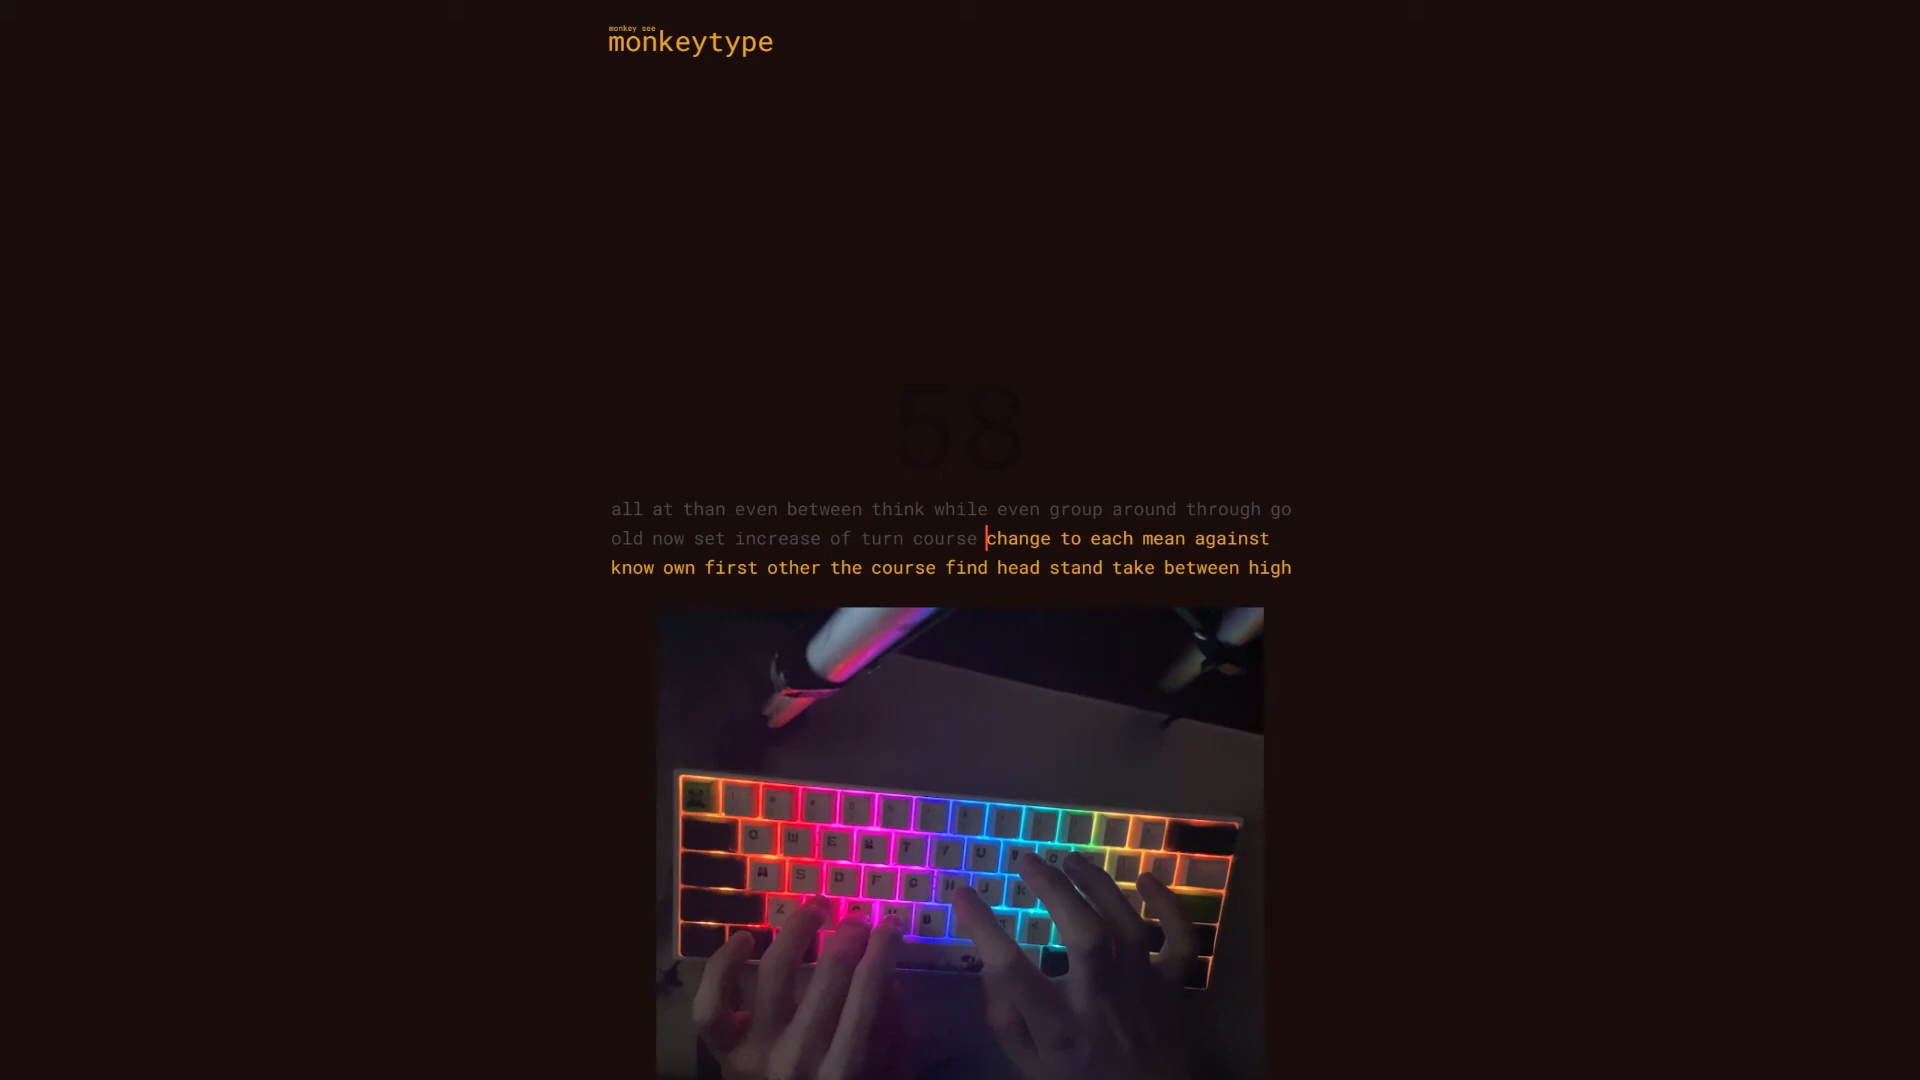 monkey see
monkeytype
58
all at than even between think while even group around through go
old now set increase of turn course change to each mean against
know own first other the course find head stand take between high
Q W E R T Y U O
A S D F G H J K
Z B